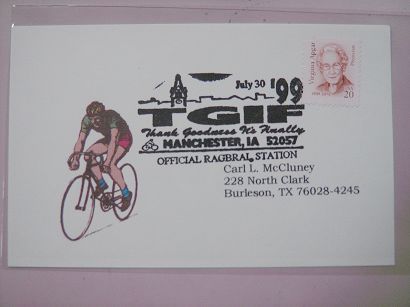 July 30 '99
TGIF
Thank Goodness It's Finally
MANCHESTER, IA 52057
OFFICIAL RAGBRAI STATION
Virginia Apgar
Physician
20
Carl L. McCluney
228 North Clark
Burleson, TX 76028-4245